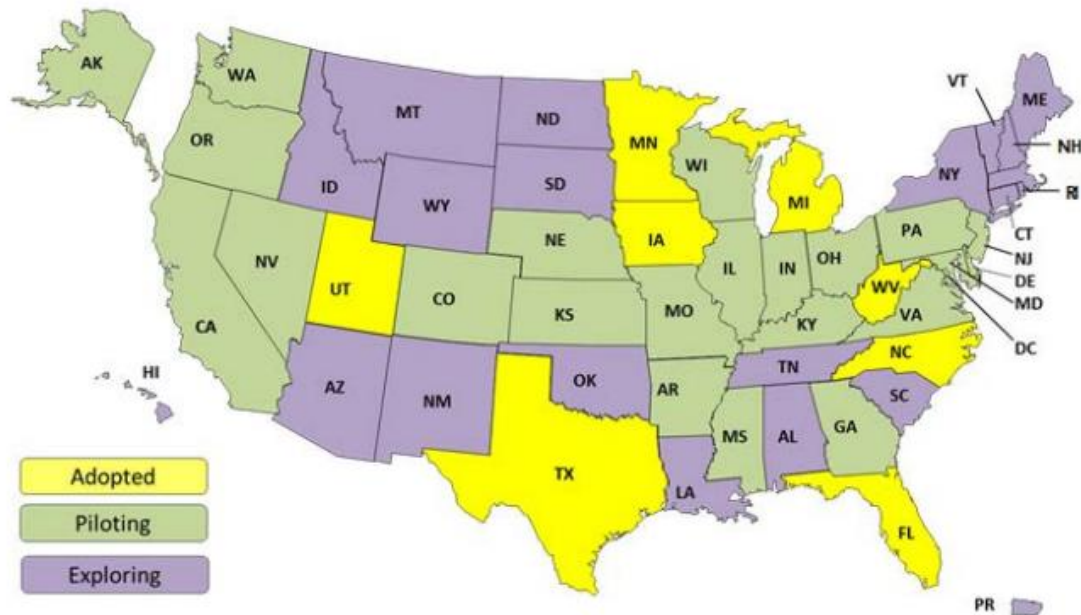 AK
WA
MT
ND
MN
VT
ME
OR
NH
ID
SD
WI
NY
WY
MI
RI
IA
PA
CT
NE
NV
IL
IN
OH
NJ
UT
CO
DE
WV
MD
CA
KS
MO
VA
KY
DC
NC
HI
TN
AZ
NM
OK
AR
SC
MS
AL
GA
Adopted
TX
LA
Piloting
FL
Exploring
PR